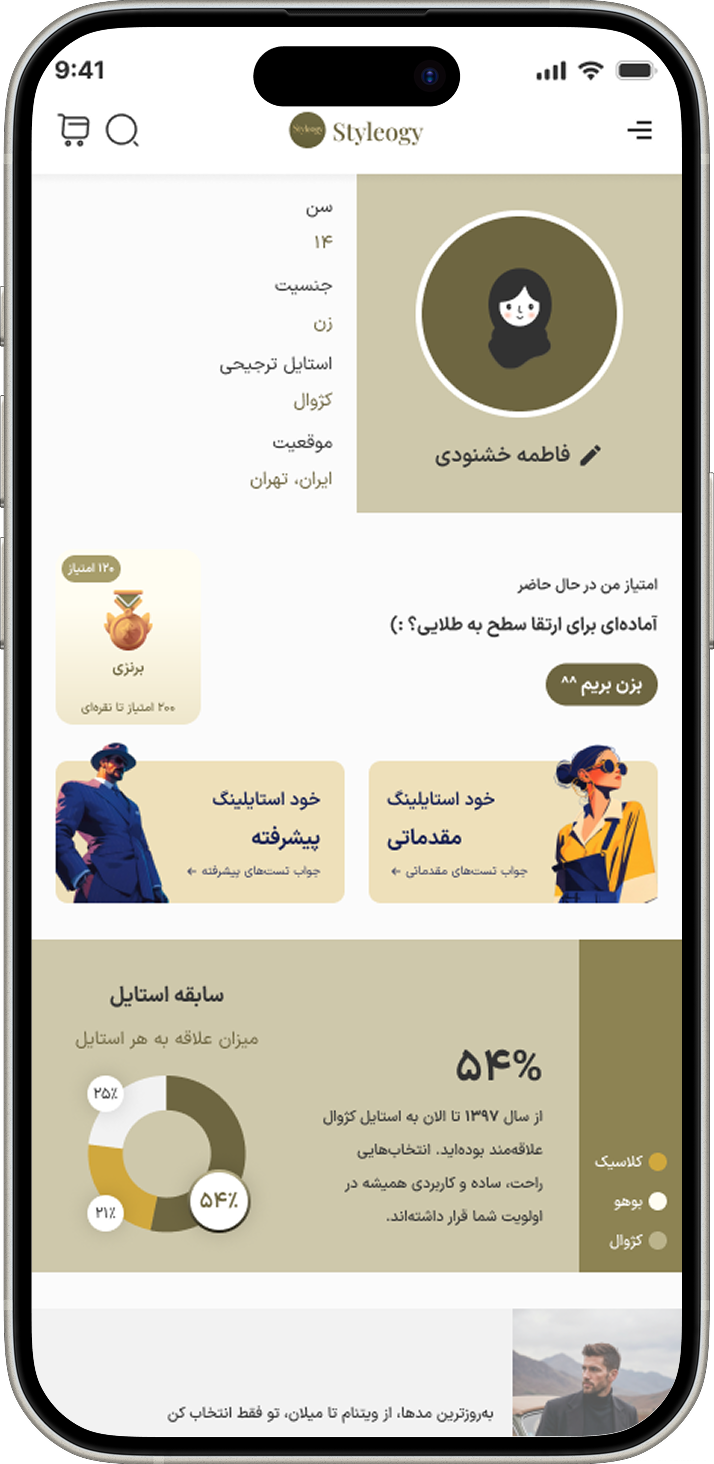 9:41
Styleogy
Styleogy
سن
۱۴
جنسیت
زن
استایل ترجیحی
کژوال
موقعیت
ایران، تهران
فاطمه خشنودی
امتیاز من در حال حاضر
آماده‌ای برای ارتقا سطح به طلایی؟ :)
بزن بریم ^^
۱۲۰ امتیاز
برنزی
۲۰۰ امتیاز تا نقره‌ای
خود استایلینگ
مقدماتی
جواب تست‌های مقدماتی ←
خود استایلینگ
پیشرفته
جواب تست‌های پیشرفته ←
کلاسیک
بوهو
کژوال
۵۴%
از سال ۱۳۹۷ تا الان به استایل کژوال
علاقه‌مند بوده‌اید. انتخاب‌هایی
راحت، ساده و کاربردی همیشه در
اولویت شما قرار داشته‌اند.
سابقه استایل
میزان علاقه به هر استایل
۲۵٪
۵۴٪
۲۱٪
به‌روزترین مدها، از ویتنام تا میلان، تو فقط انتخاب کن